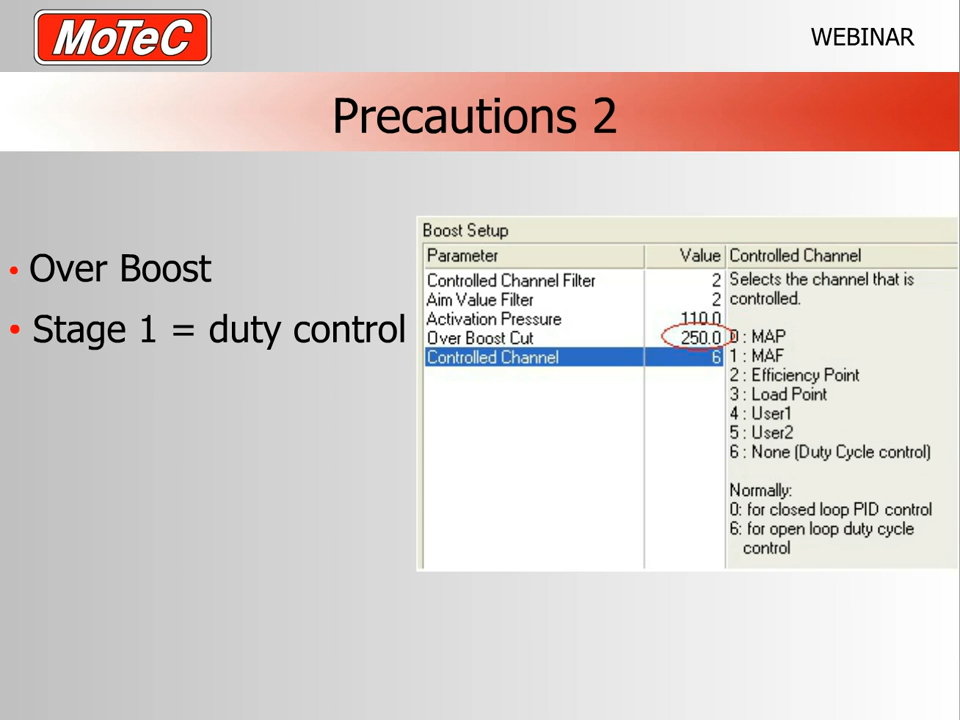 MoTeC
WEBINAR
Precautions 2
• Over Boost
• Stage 1 = duty control
Boost Setup
Parameter Value Controlled Channel
Controlled Channel Filter 2
Aim Value Filter 2
Activation Pressure 110.0
Over Boost Cut 250.0
Controlled Channel 6
Selects the channel that is
controlled.
0 : MAP
1 : MAF
2 : Efficiency Point
3 : Load Point
4 : User1
5 : User2
6 : None (Duty Cycle control)
Normally:
0: for closed loop PID control
6: for open loop duty cycle
control